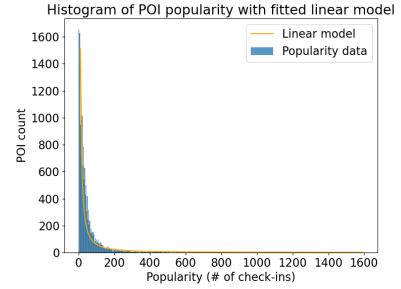 Histogram of POI popularity with fitted linear model
Linear model
Popularity data
1600
1400
1200
1000
800
600
400
200
0
POI count
0 200 400 600 800 1000 1200 1400 1600
Popularity (# of check-ins)